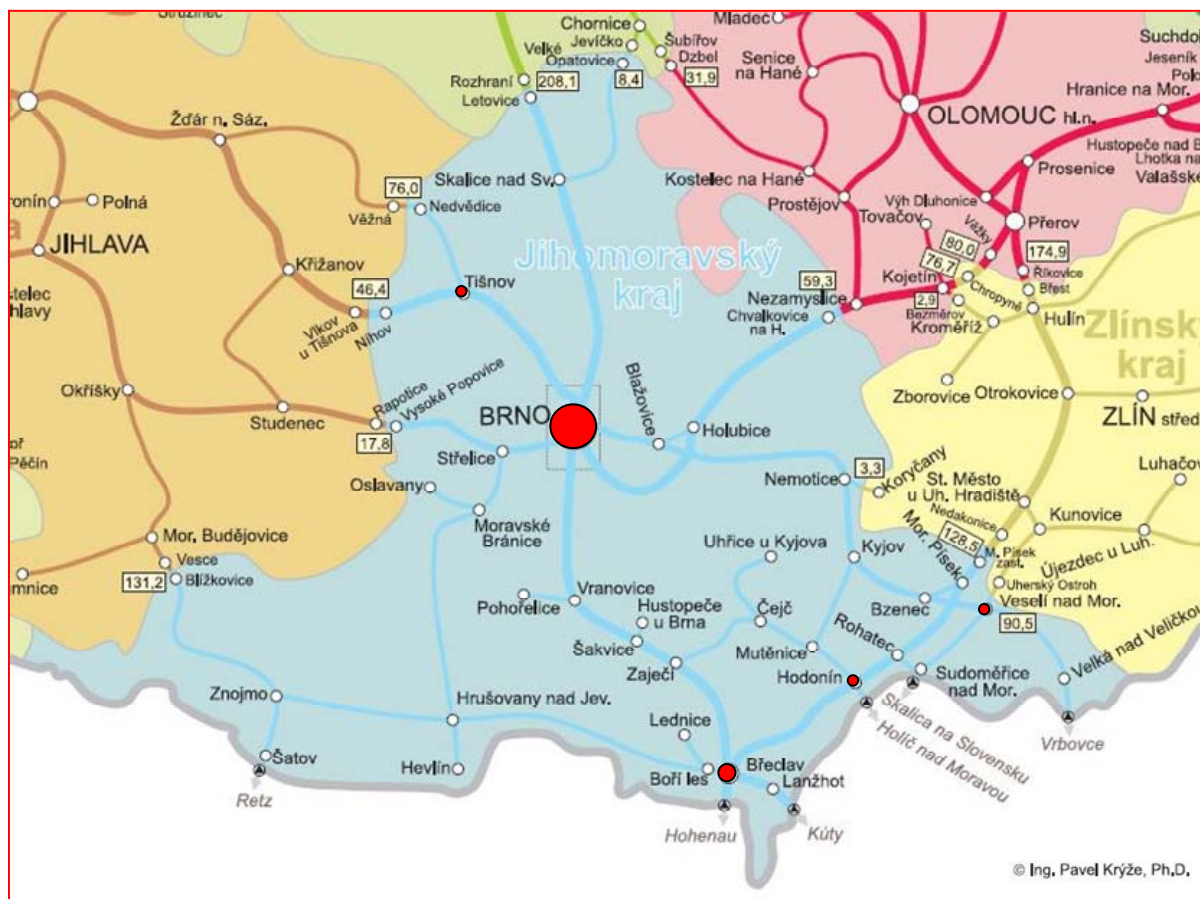 Stružinec
Chornice
Mladeč
Jevíčko
Šubířov
Suchdol
Velké
Opatovice
Dzbel
Senice
na Hané
Rozhraní
208,1
8,4
31,9
Letovice
Hranice na Mor.
OLOMOUC hl.n.
Žďár n. Sáz.
Hustopeče nad B
Lhotka na
Valašské
Prosenice
Skalice nad Sv.
Kostelec na Hané
76,0
Nedvědice
Věžná
Polná
Prostějov
Výh Dluhonice
Tovačov
Přerov
Vážky
80,0
174,9
JIHLAVA
Jihomoravský
kraj
Křižanov
76,7
Kojetín
Říkovice
Břest
Chropyně
Tišnov
59,3
Nezamyslice
46,4
2,9
Bezměrov
Kroměříž
Hulín
Chvalkovice
na H.
Vlkov
u Tišnova
Níhov
Zlínsk
kraj
Rapotice
Vysoké Popovice
Blažovice
Okříšky
Zborovice
Otrokovice
BRNO
ZLÍN střed
Studenec
17,8
Holubice
Střelice
Nemotice
3,3
Koryčany
Luhačov
Pěčín
Oslavany
St. Město
u Uh. Hradiště
Nedakonice
Kunovice
Moravské
Bránice
Mor. Budějovice
Mor. Písek
128,5
M. Písek
zast.
Újezdec u Luh.
Uhřice u Kyjova
Kyjov
Vesce
131,2
Blížkovice
Uherský Ostroh
Vranovice
Pohořelice
Hustopeče
u Brna
Čejč
Bzenec
Veselí nad Mor.
90,5
Šakvice
Rohatec
Mutěnice
Zaječí
Velká nad Veličkou
Hodonín
Sudoměřice
nad Mor.
Znojmo
Hrušovany nad Jev.
Lednice
Skalica na Slovensku
Holíč nad Moravou
Vrbovce
Šatov
Hevlín
Boří les
Břeclav
Lanžhot
Retz
Hohenau
Kúty
© Ing. Pavel Krýže, Ph.D.